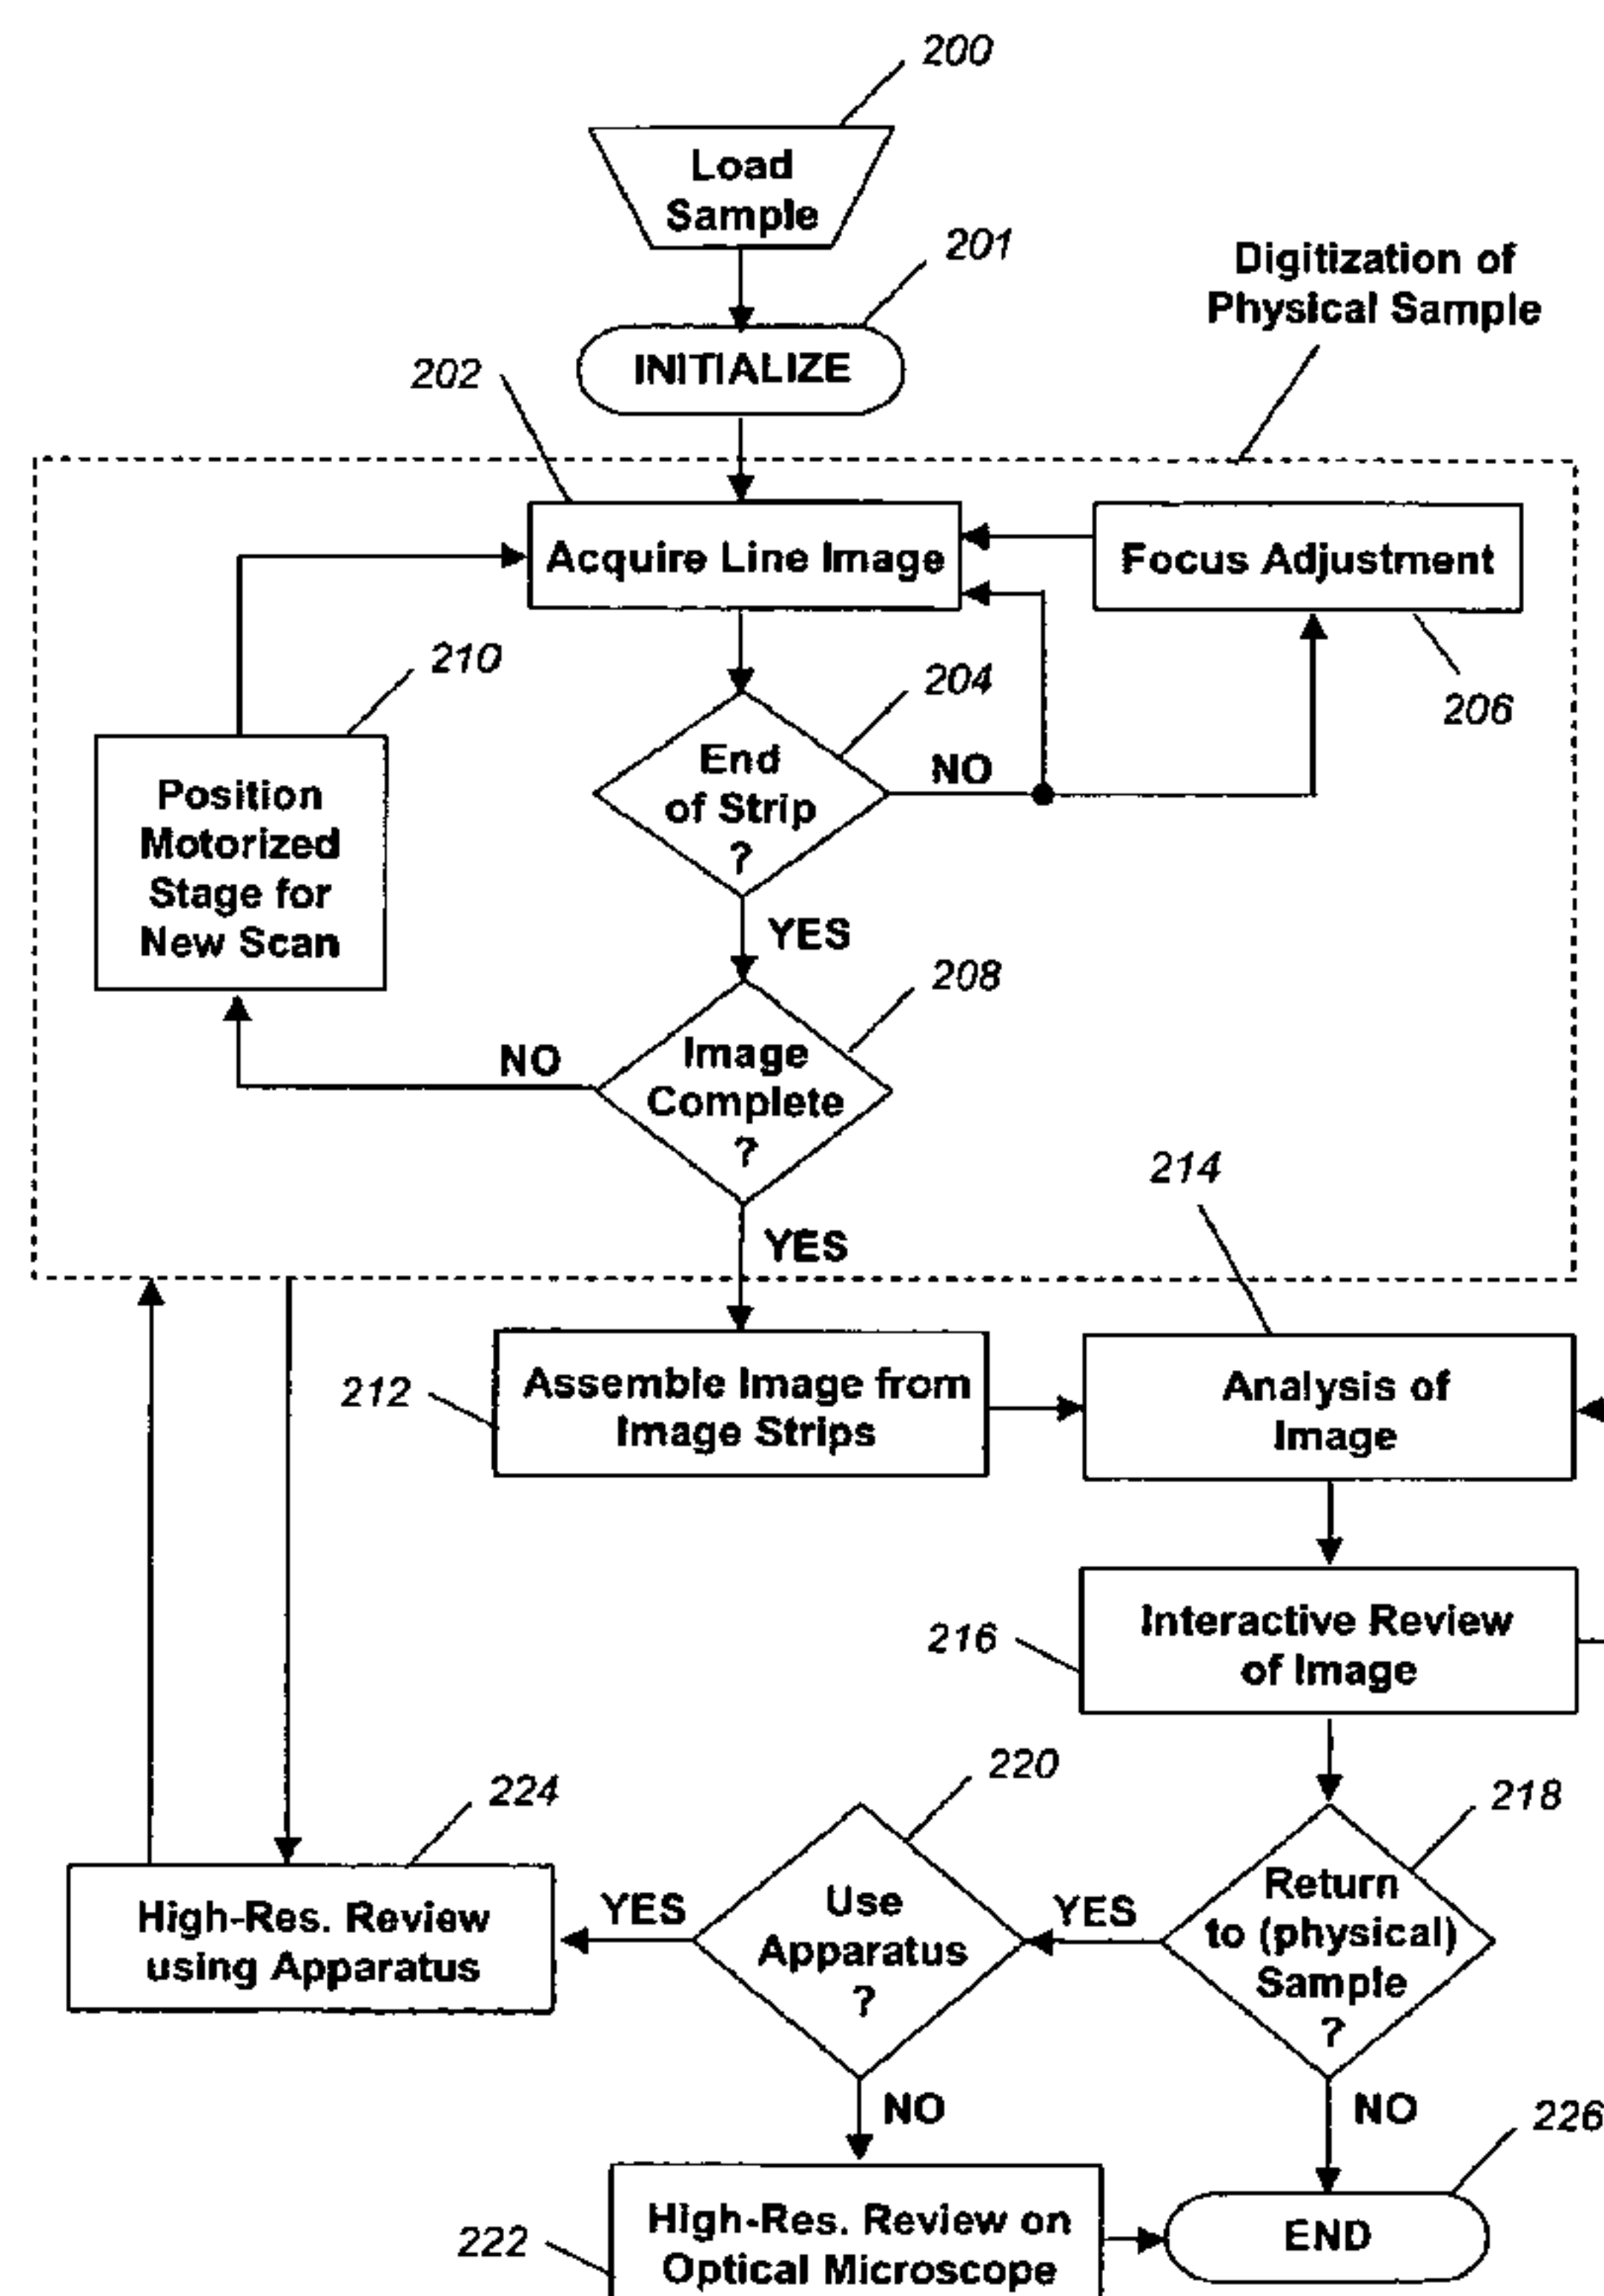 200
Load
Sample
201
INITIALIZE
Digitization of
Physical Sample
202
Acquire Line Image
Focus Adjustment
206
210
Position
Motorized
Stage for
New Scan
204
End
of Strip
?
NO
YES
208
Image
Complete
?
NO
YES
214
212
Assemble Image from
Image Strips
Analysis of
Image
216
Interactive Review
of Image
220
218
224
High-Res. Review
using Apparatus
YES
Use
Apparatus
?
YES
Return
to (physical)
Sample
?
NO
NO
226
222
High-Res. Review on
Optical Microscope
END